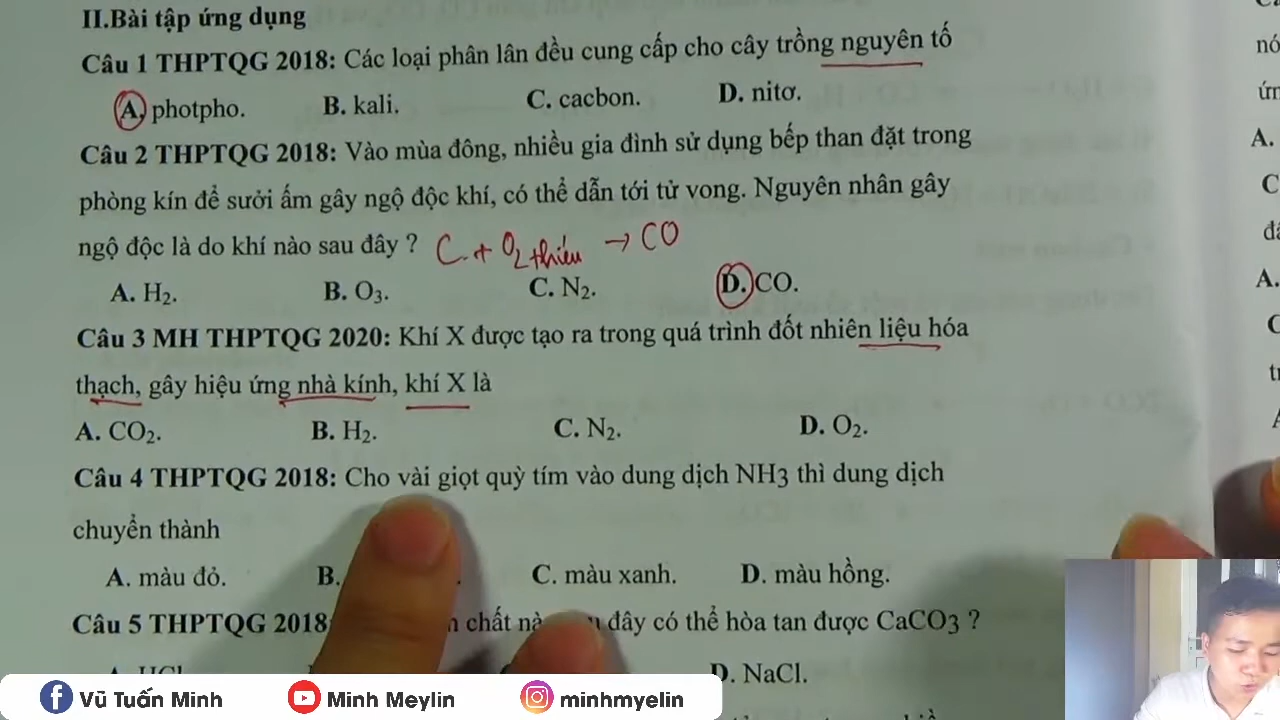 II.Bài tập ứng dụng
Câu 1 THPTQG 2018: Các loại phân lân đều cung cấp cho cây trồng nguyên tố
A. photpho. B. kali. C. cacbon. D. nitơ.
Câu 2 THPTQG 2018: Vào mùa đông, nhiều gia đình sử dụng bếp than đặt trong
phòng kín để sưởi ấm gây ngộ độc khí, có thể dẫn tới tử vong. Nguyên nhân gây
ngộ độc là do khí nào sau đây ? C + O2 thiếu → CO
A. H2. B. O3. C. N2. D. CO.
Câu 3 MH THPTQG 2020: Khí X được tạo ra trong quá trình đốt nhiên liệu hóa
thạch, gây hiệu ứng nhà kính, khí X là
A. CO2. B. H2. C. N2. D. O2.
Câu 4 THPTQG 2018: Cho vài giọt quỳ tím vào dung dịch NH3 thì dung dịch
chuyển thành
A. màu đỏ. B. C. màu xanh. D. màu hồng.
Câu 5 THPTQG 2018 chất đây có thể hòa tan được CaCO3 ?
D. NaCl.
Vũ Tuấn Minh Minh Meylin minhmyelin